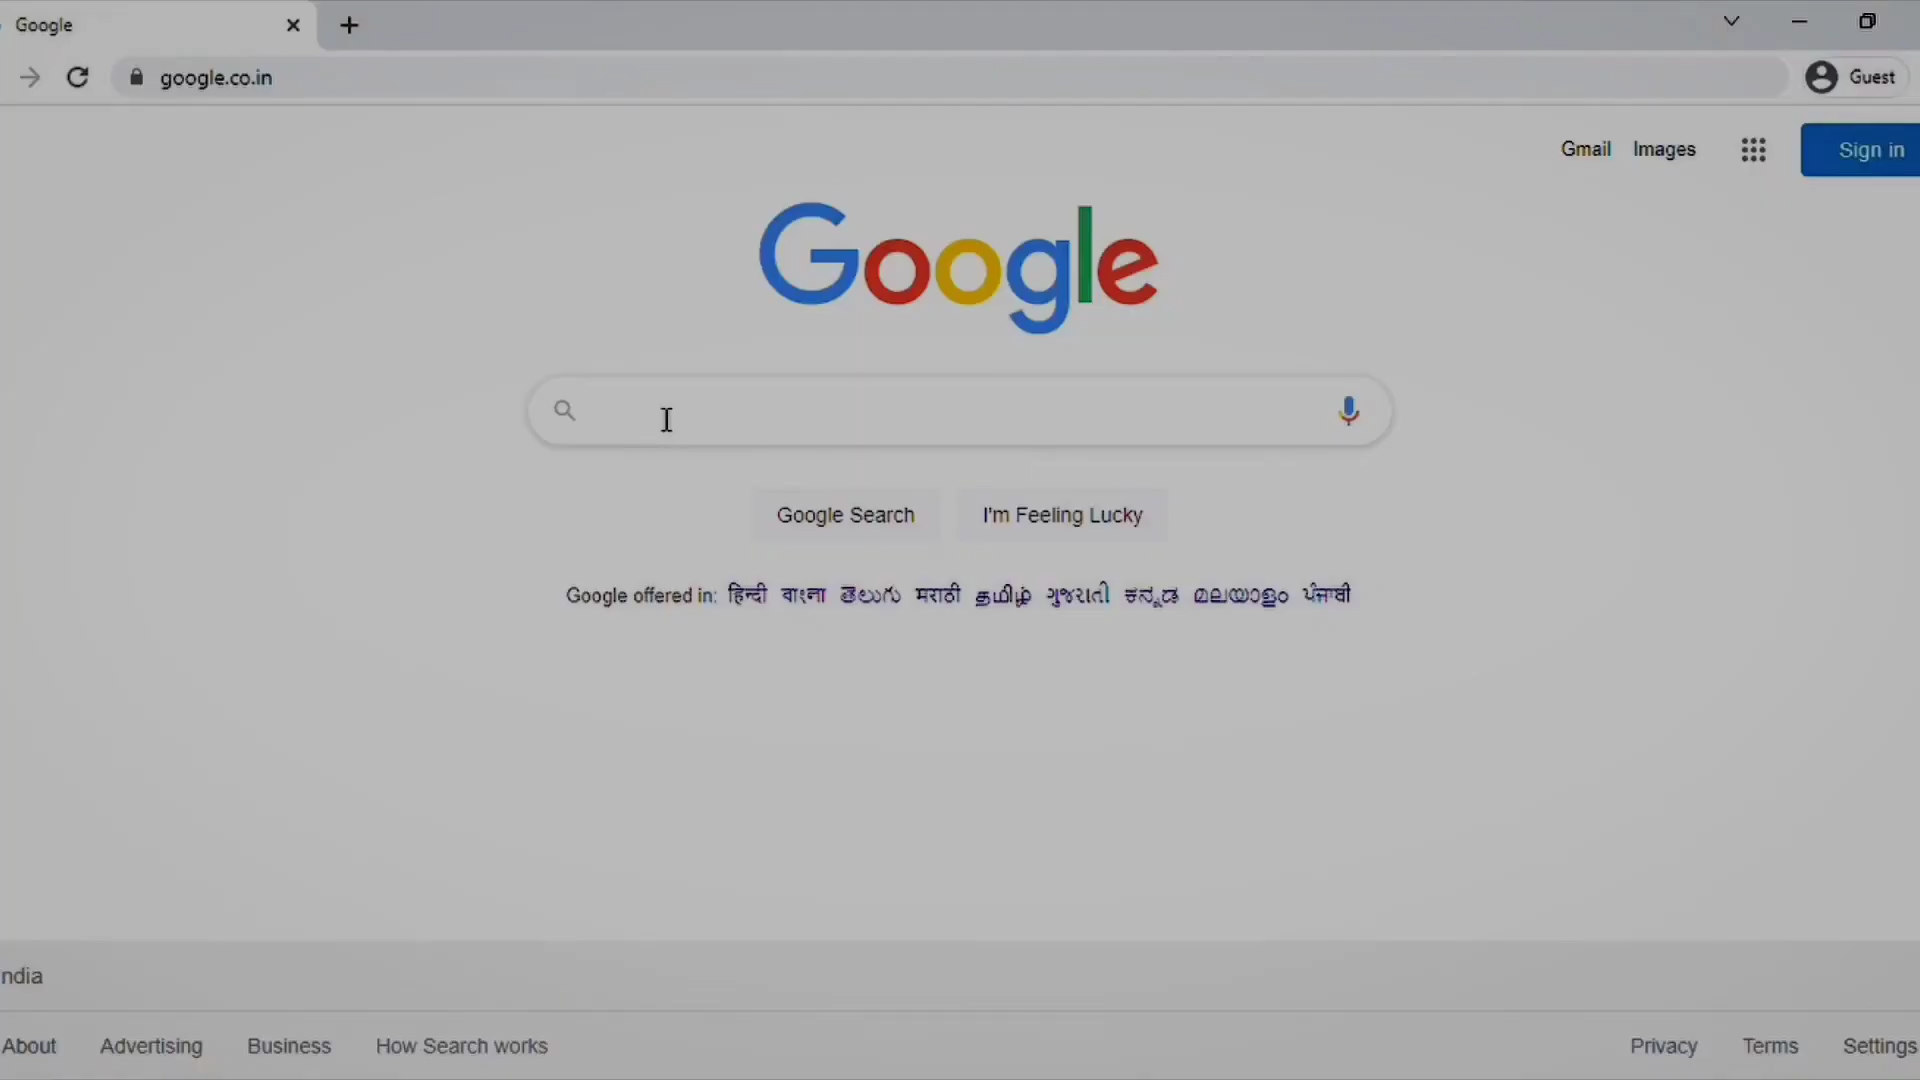 Google
google.co.in
Guest
Gmail Images
Sign in
Google
Google Search I'm Feeling Lucky
Google offered in: हिन्दी বাংলা తెలుగు मराठी தமிழ் ગુજરાતી ಕನ್ನಡ മലയാളം ਪੰਜਾਬੀ
ndia
About Advertising Business How Search works Privacy Terms Settings